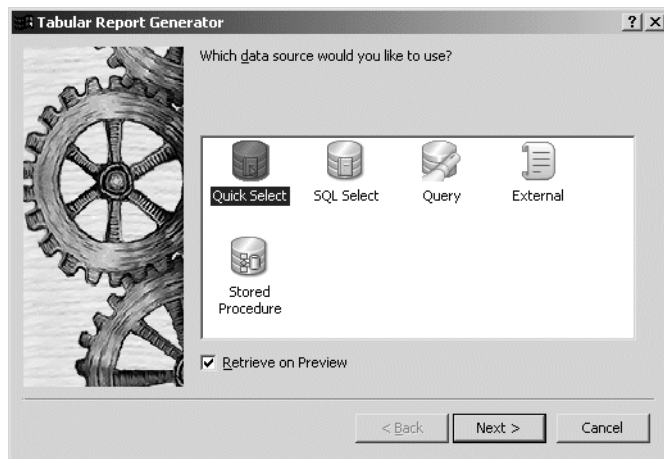 Tabular Report Generator
Which data source would you like to use?
Quick Select
SQL Select
Query
External
Stored
Procedure
Retrieve on Preview
< Back
Next >
Cancel